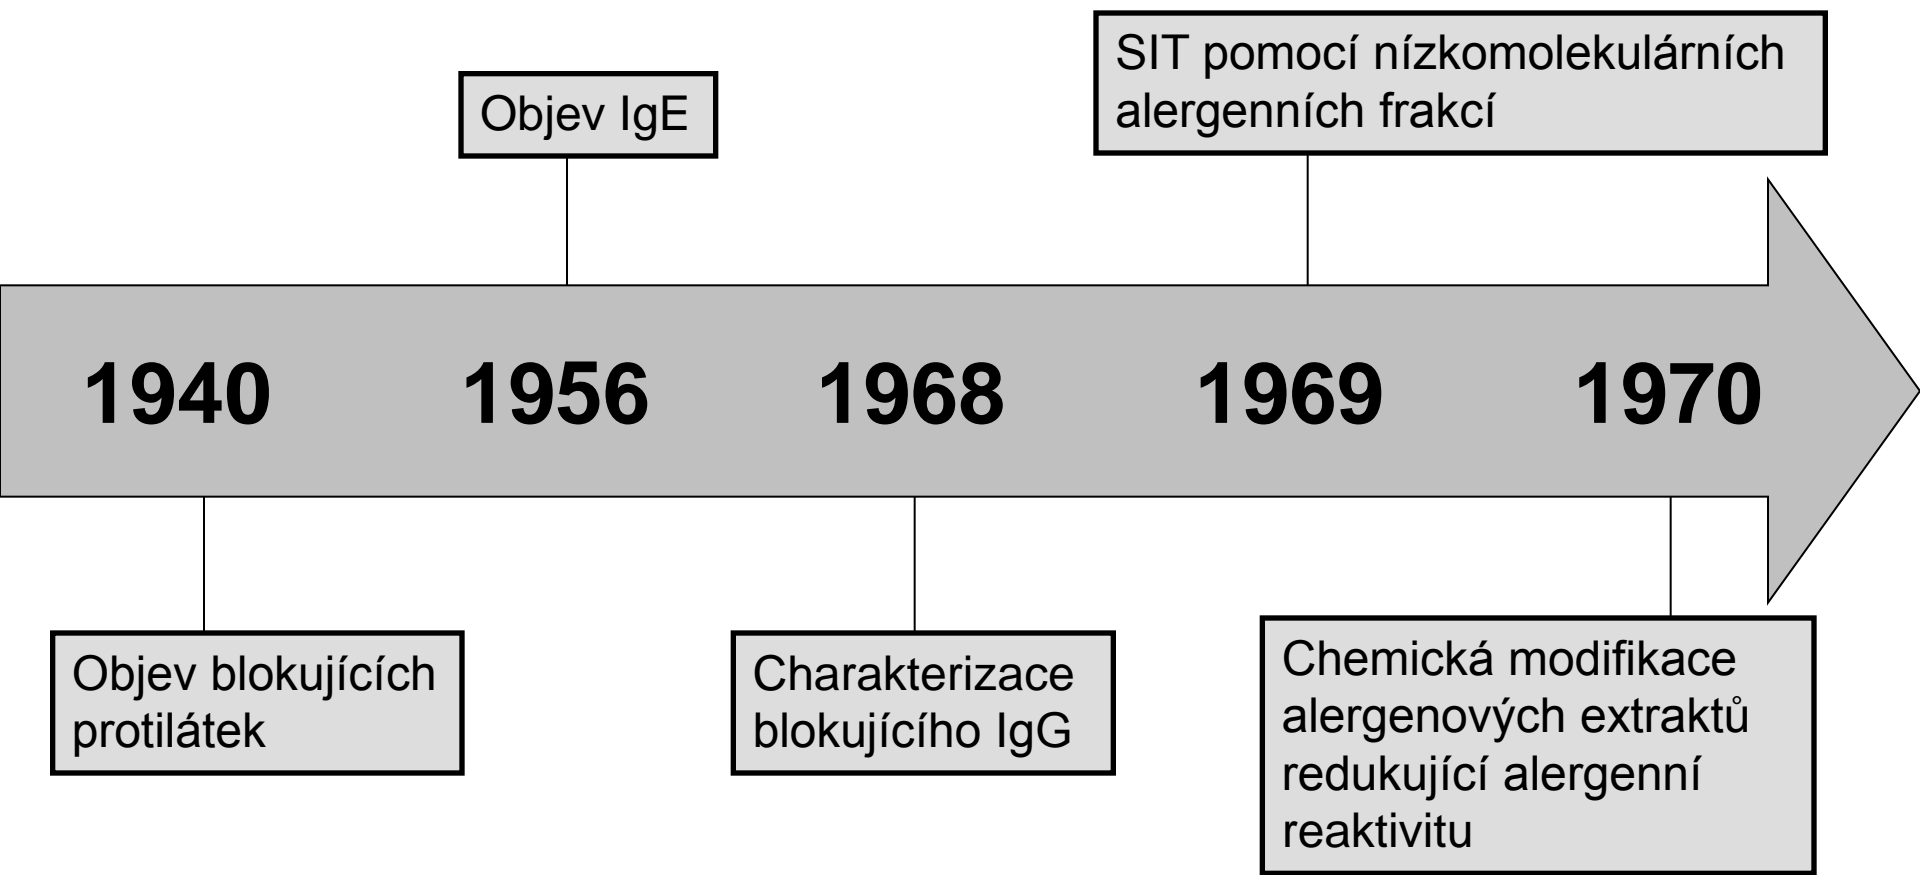 SIT pomocí nízkomolekulárních
alergenních frakcí
Objev IgE
1940 1956 1968 1969 1970
Objev blokujících
protilátek
Charakterizace
blokujícího IgG
Chemická modifikace
alergenových extraktů
redukující alergenní
reaktivitu